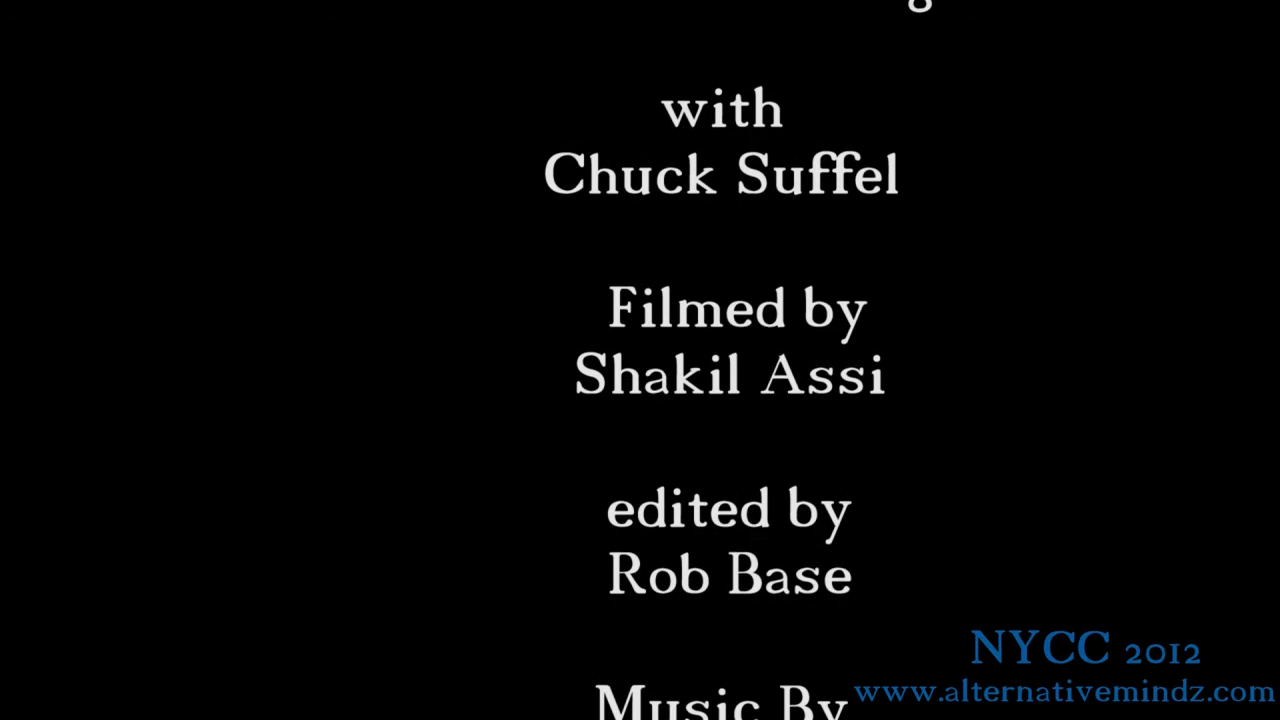 with
Chuck Suffel
Filmed by
Shakil Assi
edited by
Rob Base
Music By
NYCC 2012
www.alternativemindz.com